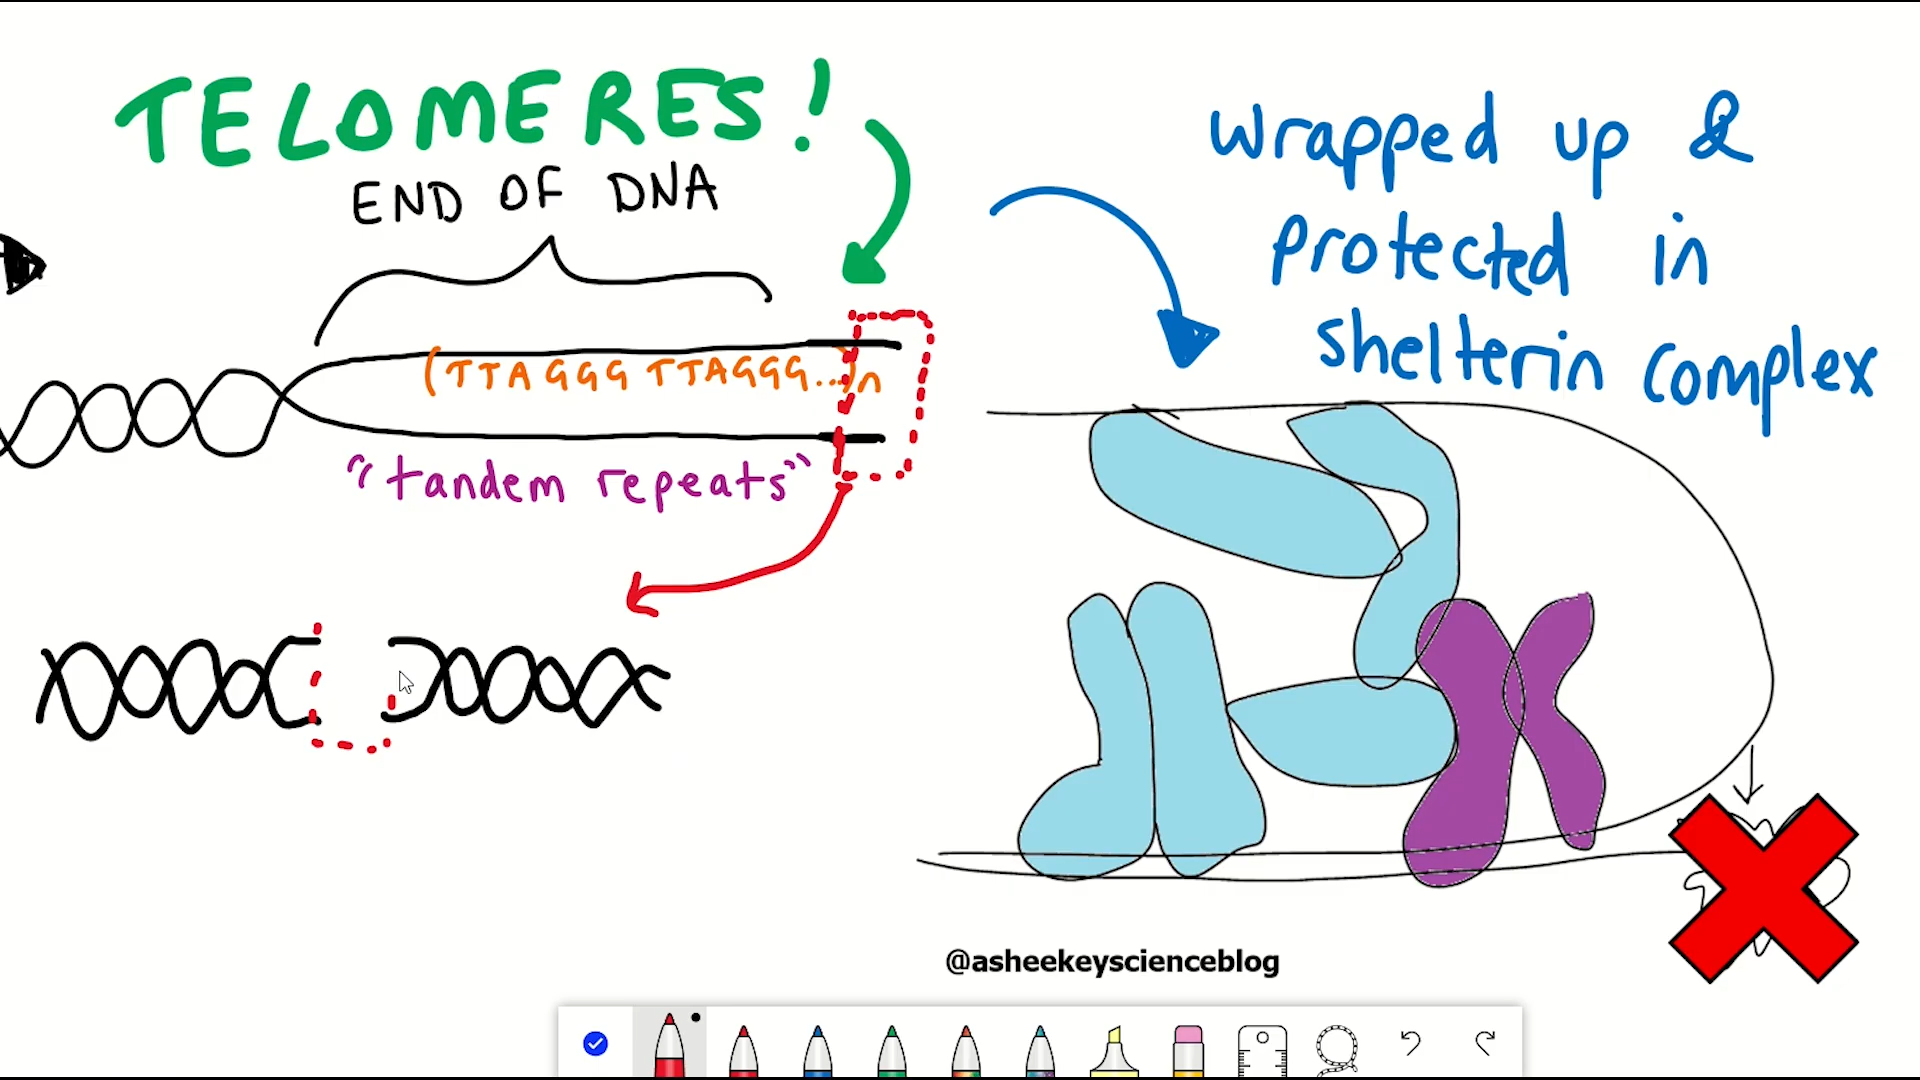 TELOMERES!
END OF DNA
(TTAGGG TTAGGG...)n
"tandem repeats"
wrapped up &
protected in
shelterin complex
@asheekeyscienceblog